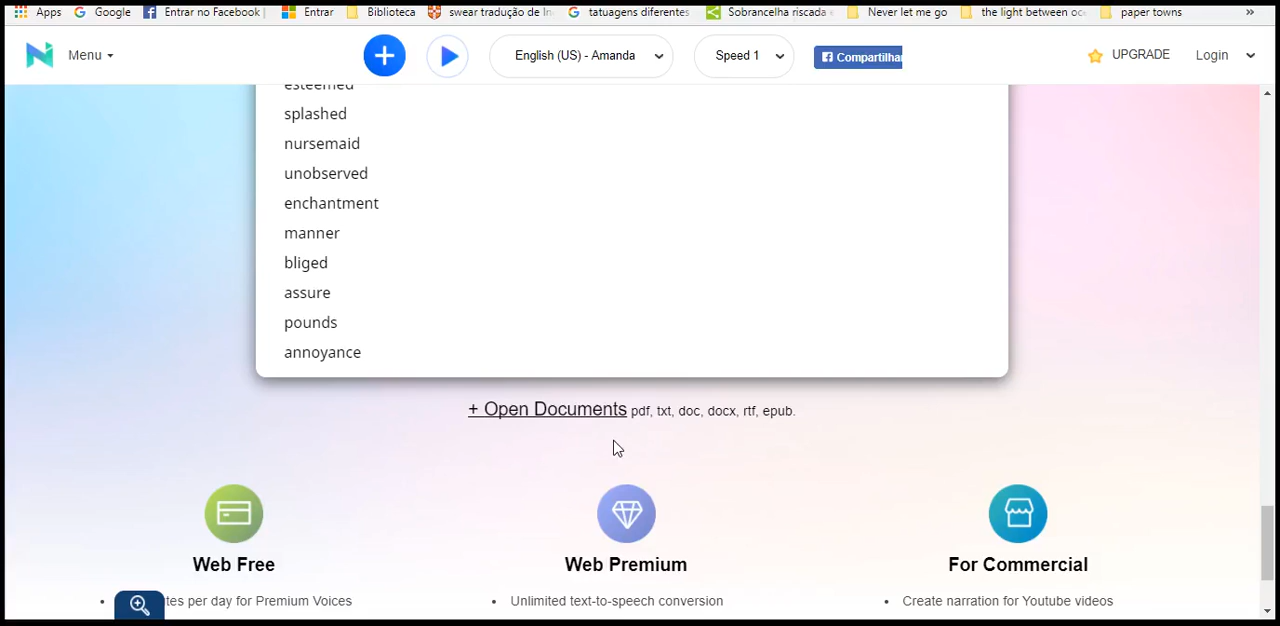 Apps Google Entrar no Facebook Entrar Biblioteca swear tradução de In tatuagens diferentes Sobrancelha riscada Never let me go the light between oc paper towns »
Menu English (US) - Amanda Speed 1 Compartilhar UPGRADE Login
esteemed
splashed
nursemaid
unobserved
enchantment
manner
bliged
assure
pounds
annoyance
+ Open Documents pdf, txt, doc, docx, rtf, epub.
Web Free Web Premium For Commercial
• tes per day for Premium Voices • Unlimited text-to-speech conversion • Create narration for Youtube videos